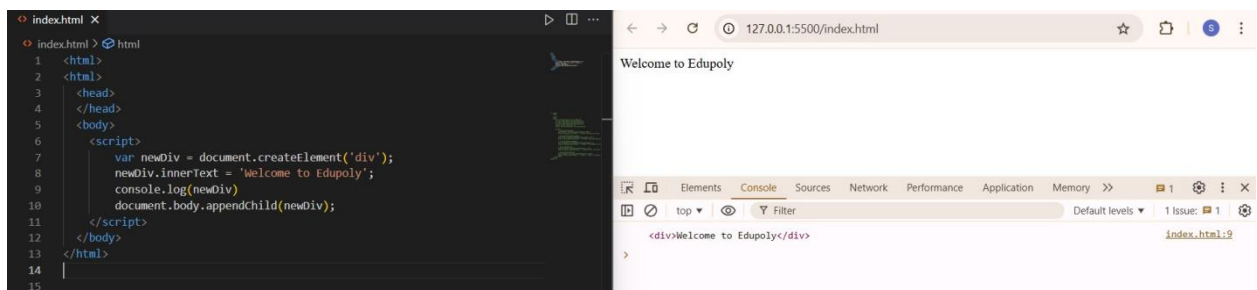 index.html
index.html > html
1 <html>
2 <html>
3 <head>
4 </head>
5 <body>
6 <script>
7 var newDiv = document.createElement('div');
8 newDiv.innerText = 'Welcome to Edupoly';
9 console.log(newDiv)
10 document.body.appendChild(newDiv);
11 </script>
12 </body>
13 </html>
14
15
127.0.0.1:5500/index.html S
Welcome to Edupoly
Elements Console Sources Network Performance Application Memory >> 1
top Filter Default levels 1 Issue: 1
<div>Welcome to Edupoly</div> index.html:9
>